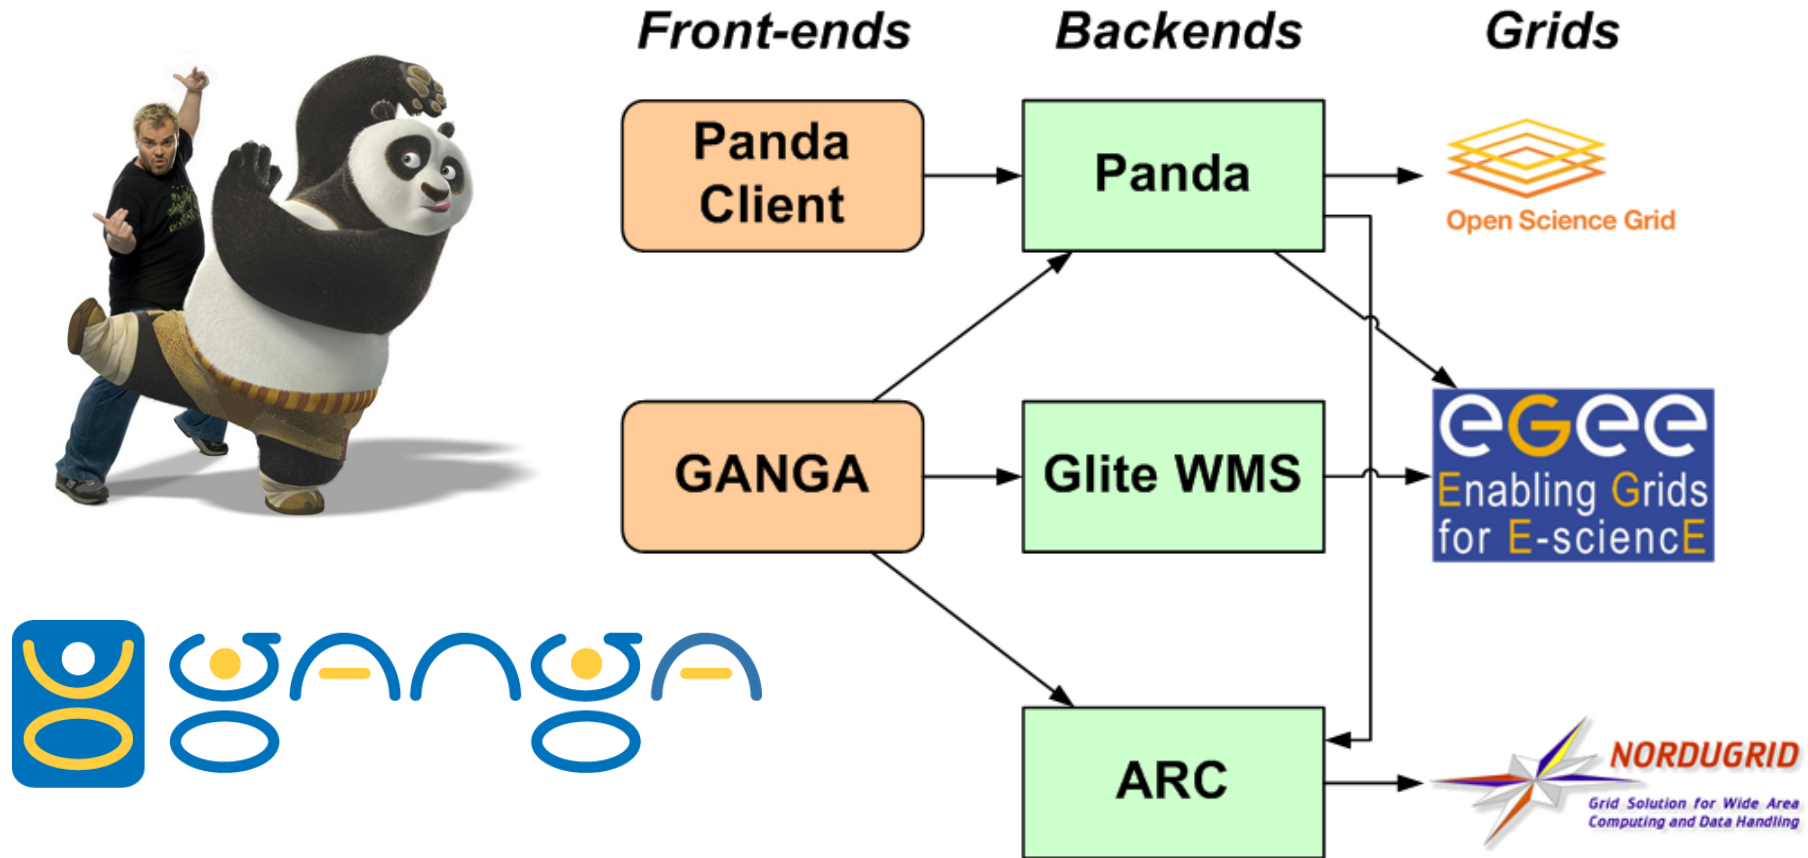 Front-ends
Backends
Grids
Panda
Client
Panda
Open Science Grid
GANGA
Glite WMS
eGee
Enabling Grids
for E-sciencE
ganga
ARC
NORDUGRID
Grid Solution for Wide Area
Computing and Data Handling